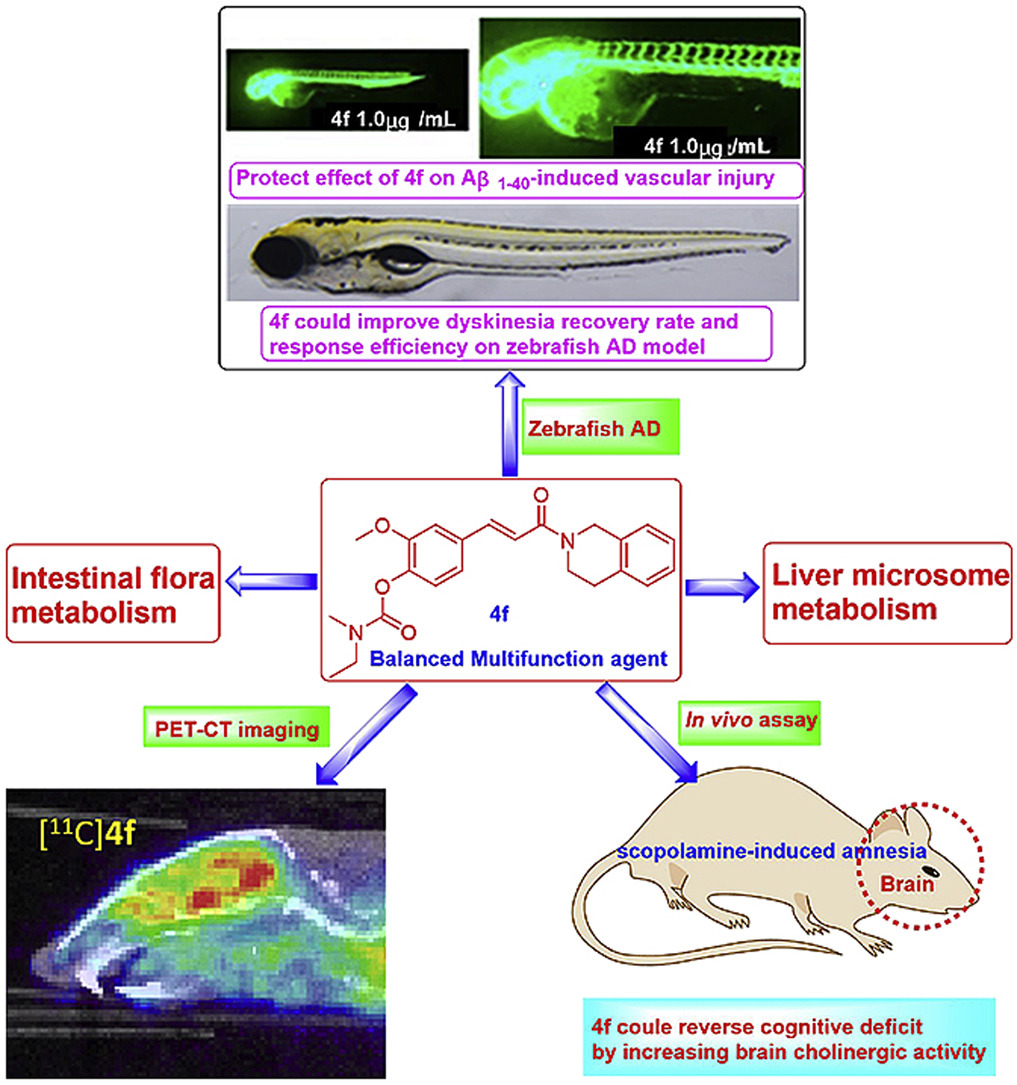 4f 1.0μg /mL
4f 1.0μg :/mL
Protect effect of 4f on Aβ 1-40-induced vascular injury
4f could improve dyskinesia recovery rate and
response efficiency on zebrafish AD model
Zebrafish AD
Intestinal flora
metabolism
O
O
N
O
O
N
4f
Balanced Multifunction agent
Liver microsome
metabolism
PET-CT imaging
In vivo assay
[11C]4f
scopolamine-induced amnesia
Brain
4f coule reverse cognitive deficit
by increasing brain cholinergic activity